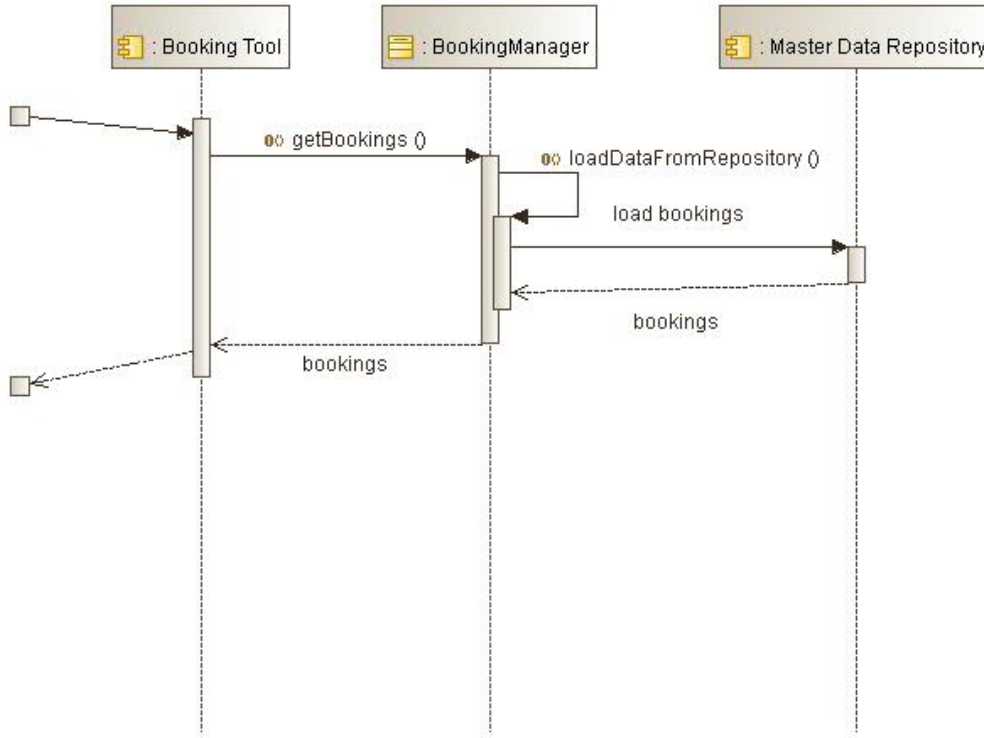 : Booking Tool
: BookingManager
: Master Data Repository
getBookings ()
loadDataFromRepository ()
load bookings
bookings
bookings